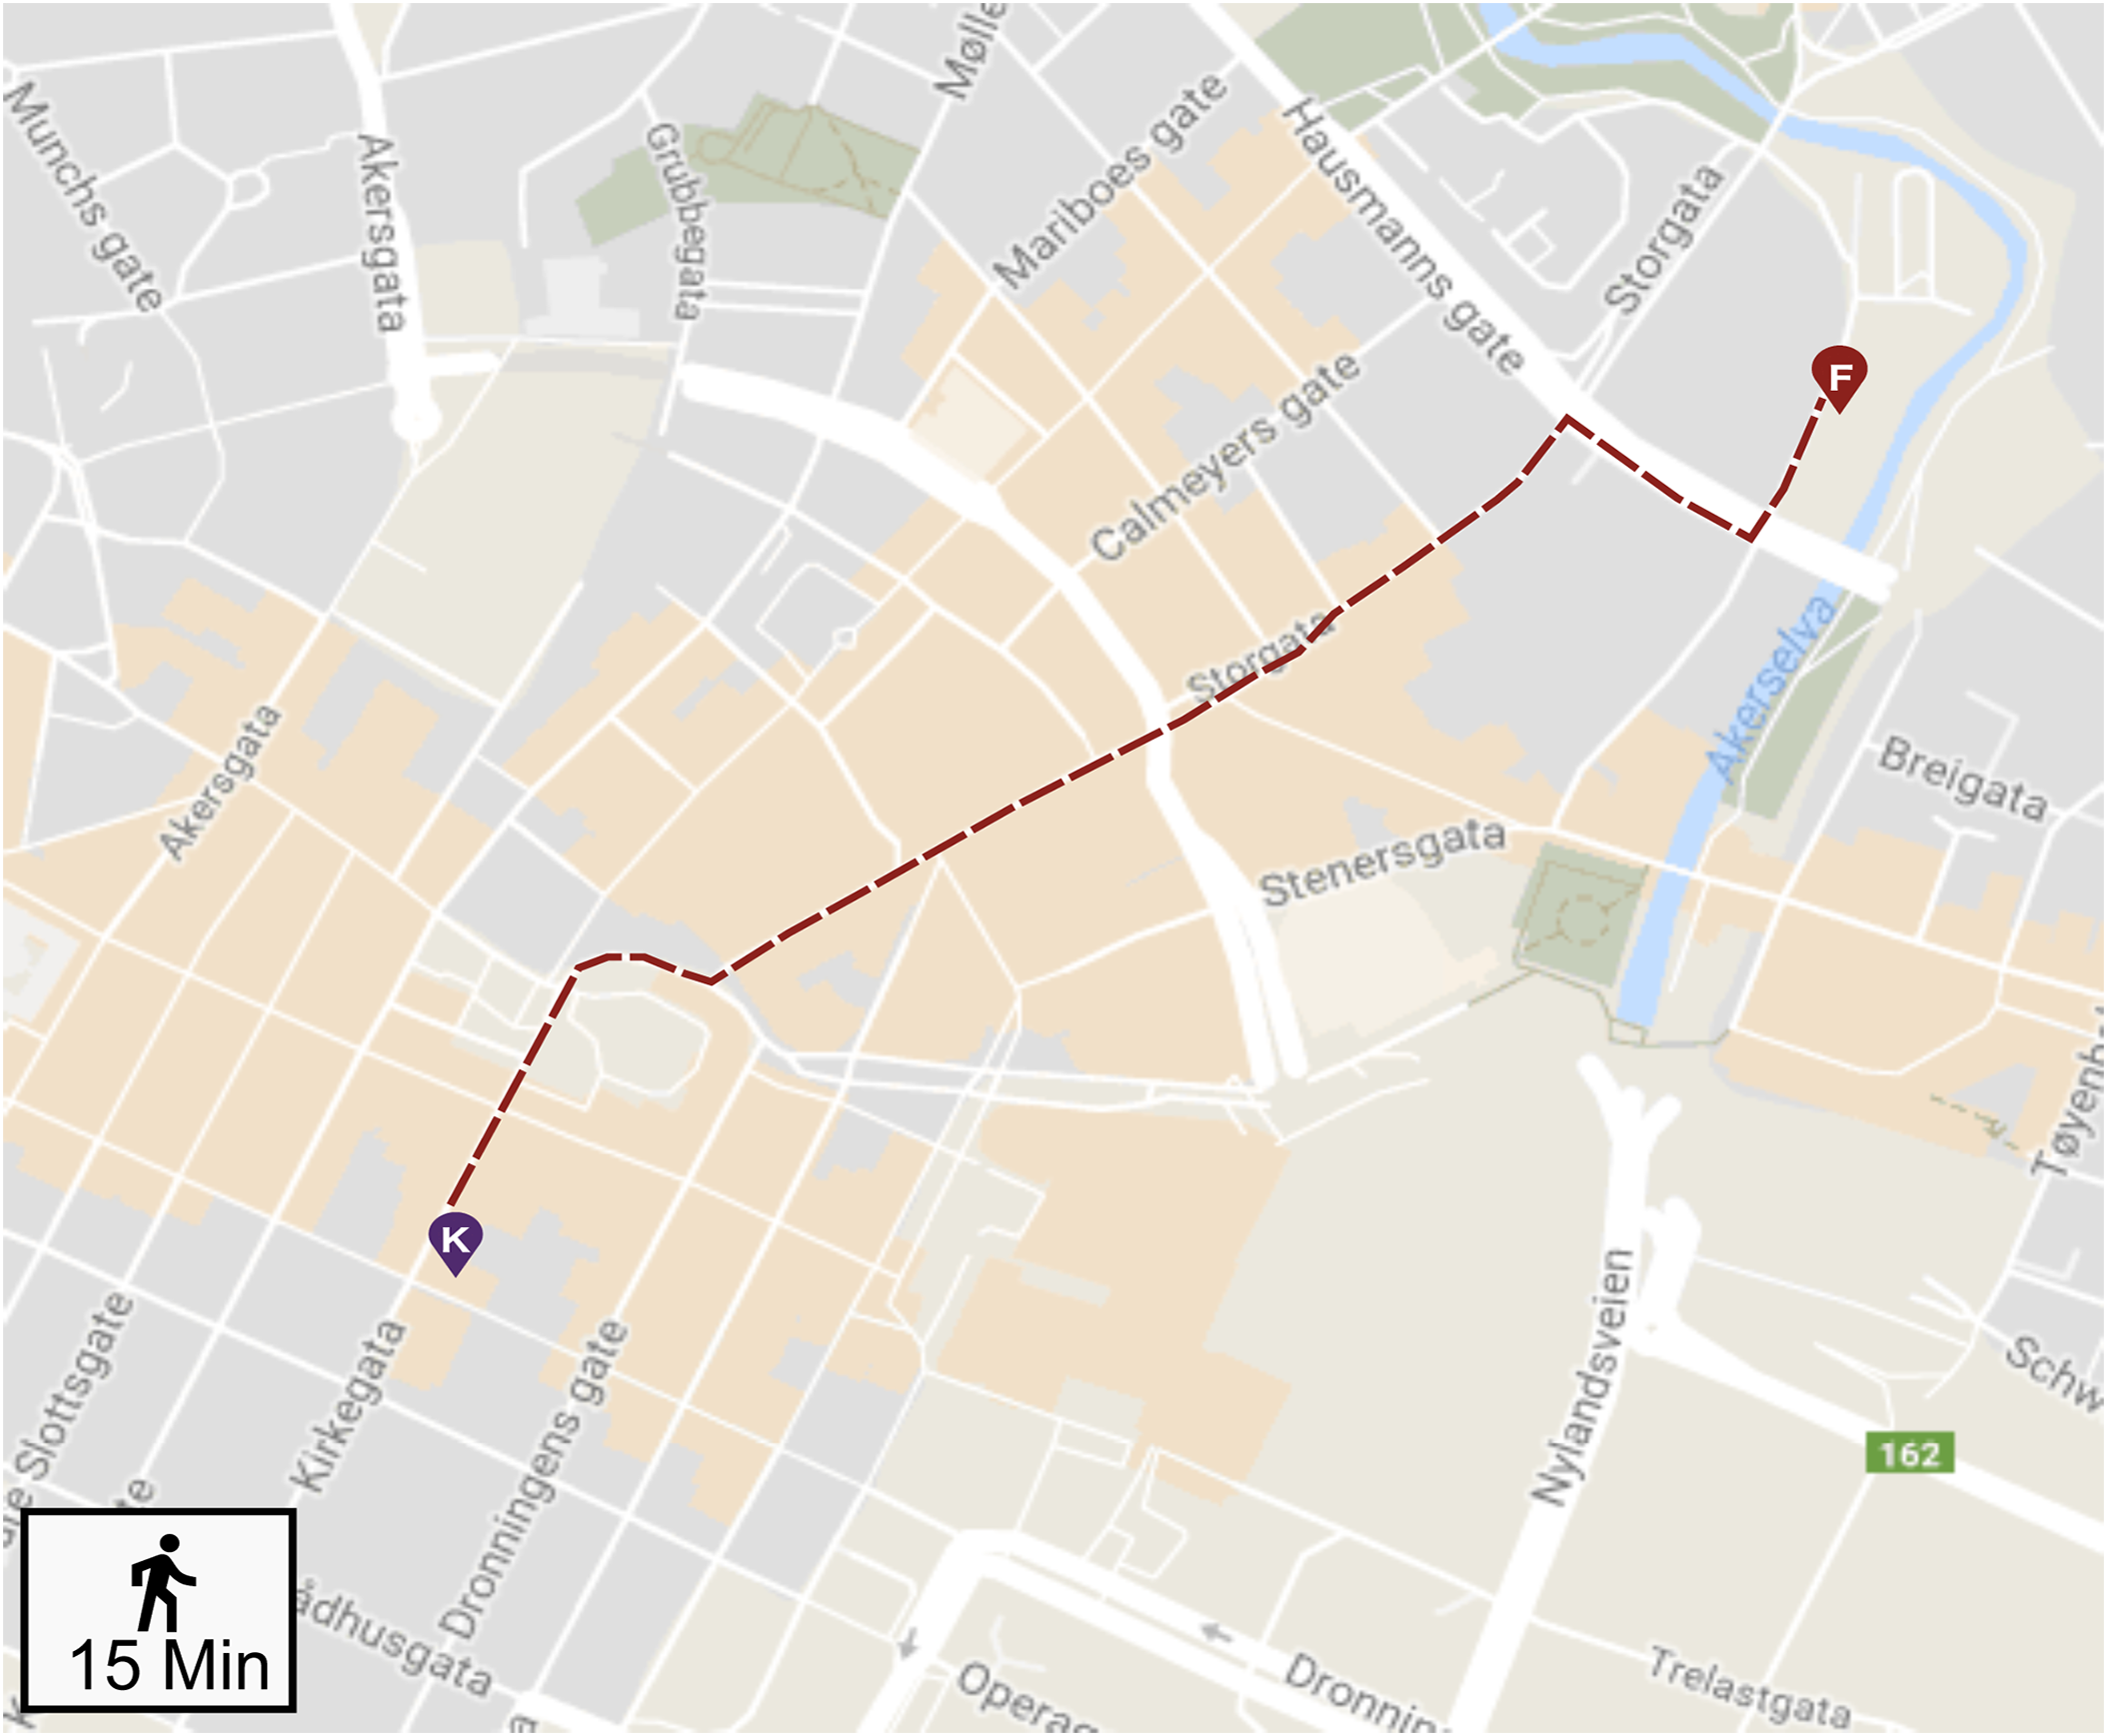 Mølle
Munchs gate
Akersgata
Grubbegata
Mariboes gate
Hausmanns gate
Storgata
F
Calmeyers gate
Storgata
Akerselva
Breigata
Akersgata
Stenersgata
K
Nylandsveien
Slottsgate
Kirkegata
Dronningens gate
Schw
162
15 Min
ådhusgata
Operag
Dronnin
Trelastgata